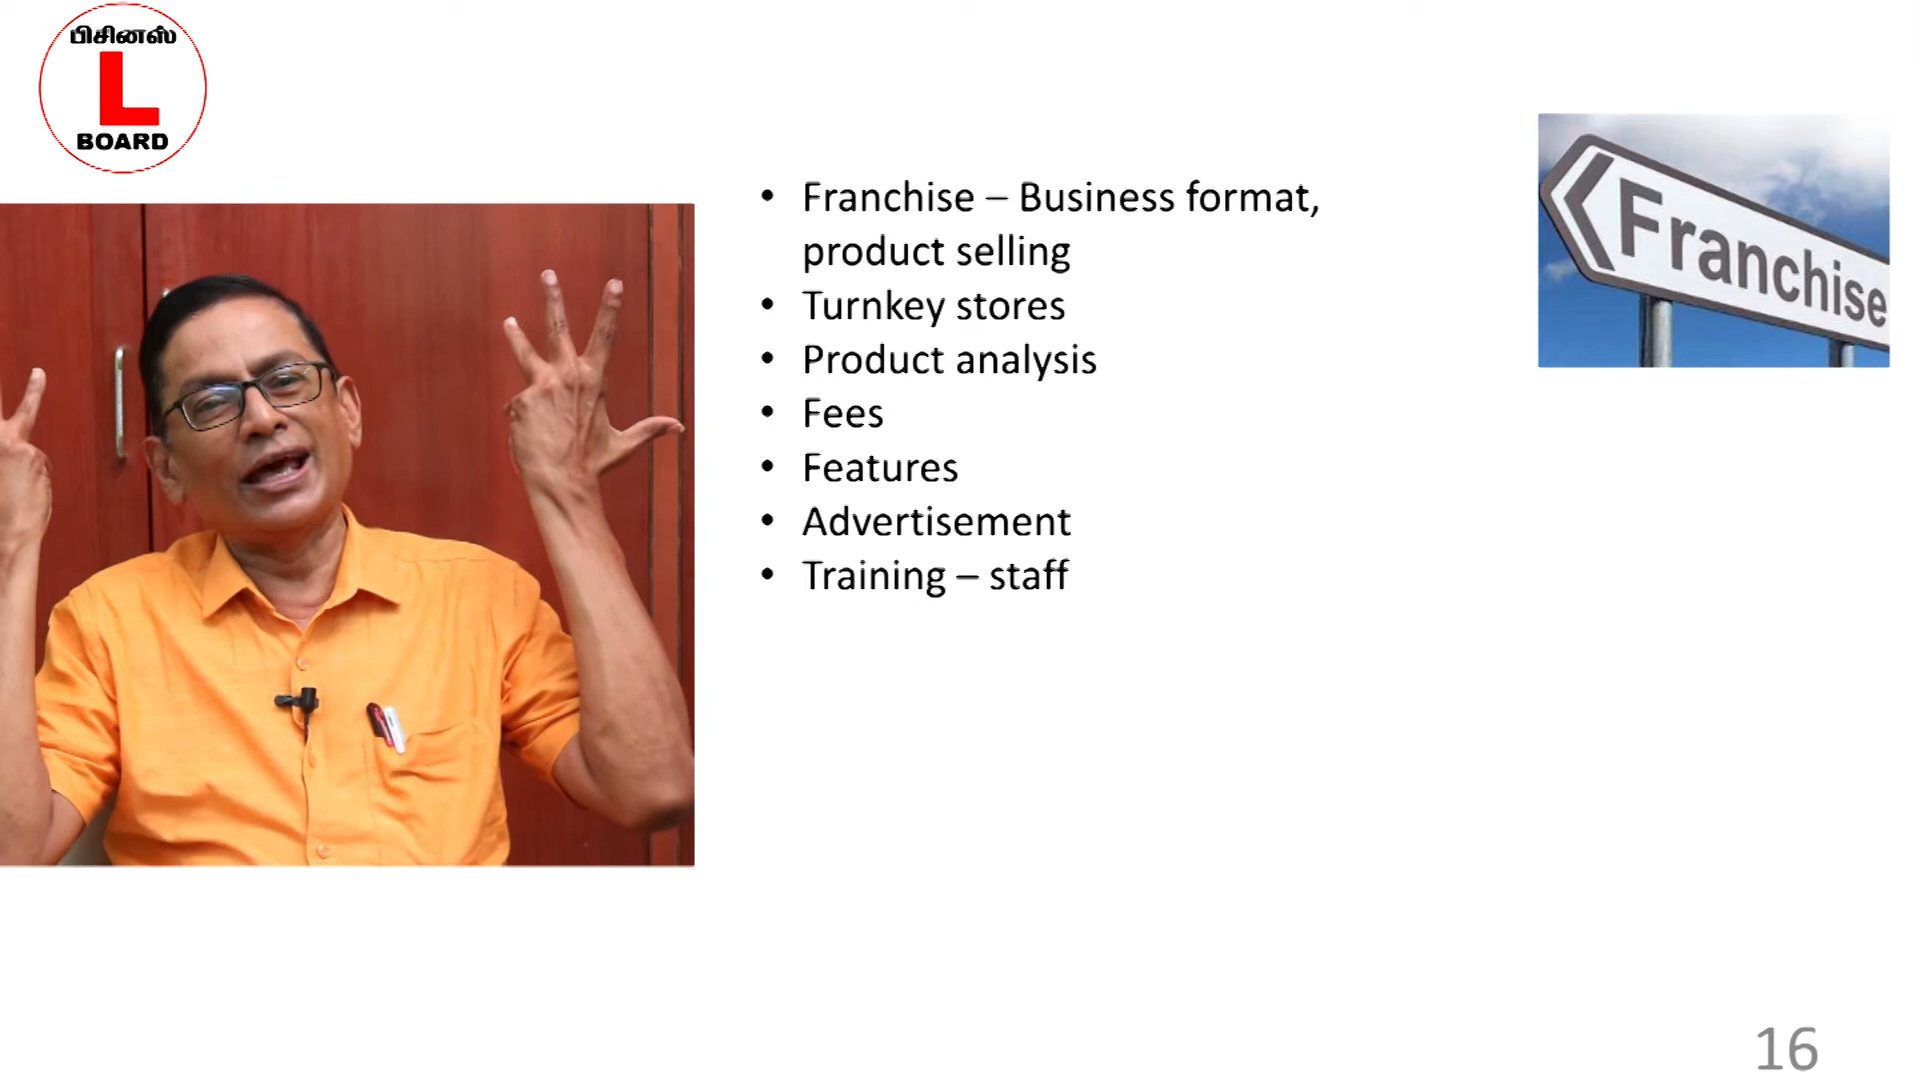 பிசினஸ்
L
BOARD
• Franchise – Business format,
product selling
• Turnkey stores
• Product analysis
• Fees
• Features
• Advertisement
• Training – staff
Franchise
16